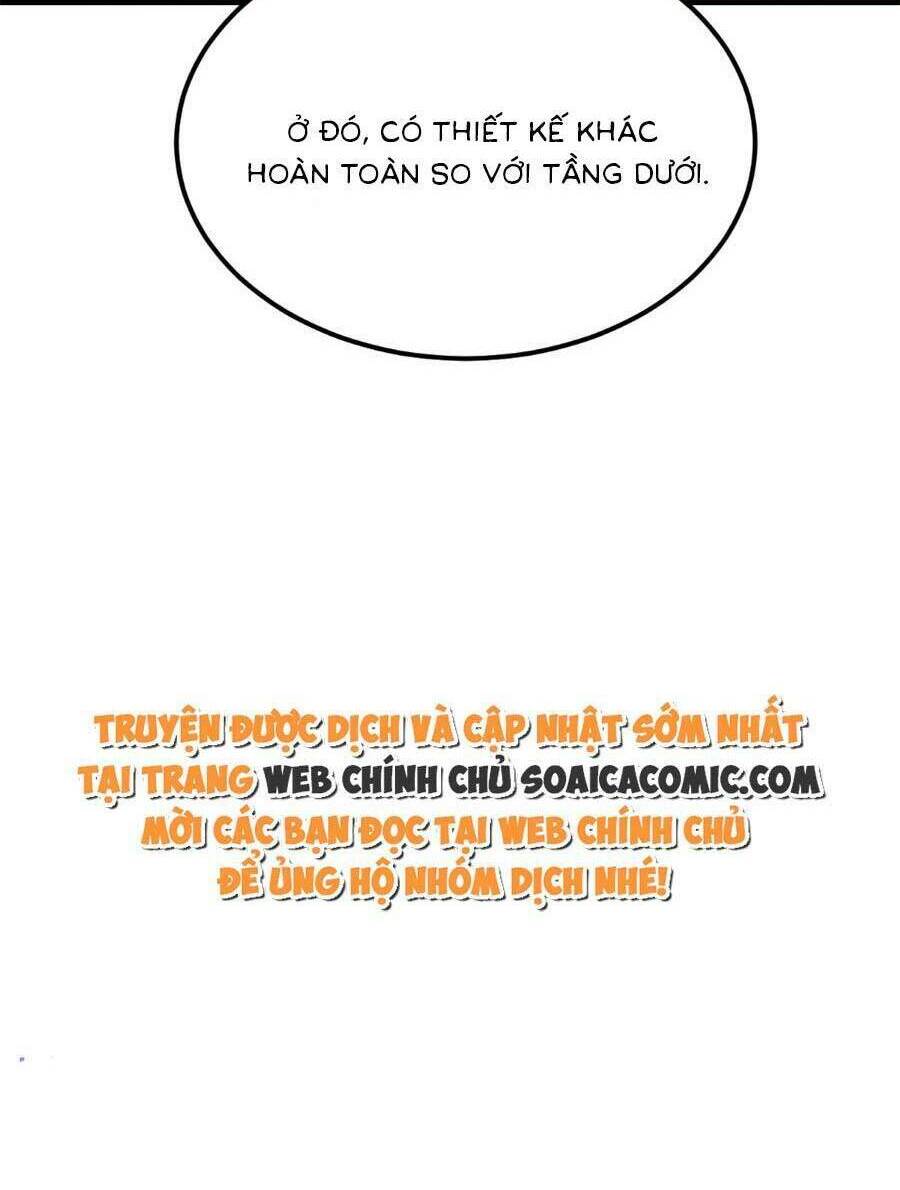 Ở ĐÓ, CÓ THIẾT KẾ KHÁC
HOÀN TOÀN SO VỚI TẦNG DƯỚI.
TRUYỆN ĐƯỢC DỊCH VÀ CẬP NHẬT SỚM NHẤT
TẠI TRANG WEB CHÍNH CHỦ SOAICACOMIC.COM
MỜI CÁC BẠN ĐỌC TẠI WEB CHÍNH CHỦ
ĐỂ ỦNG HỘ NHÓM DỊCH NHÉ!